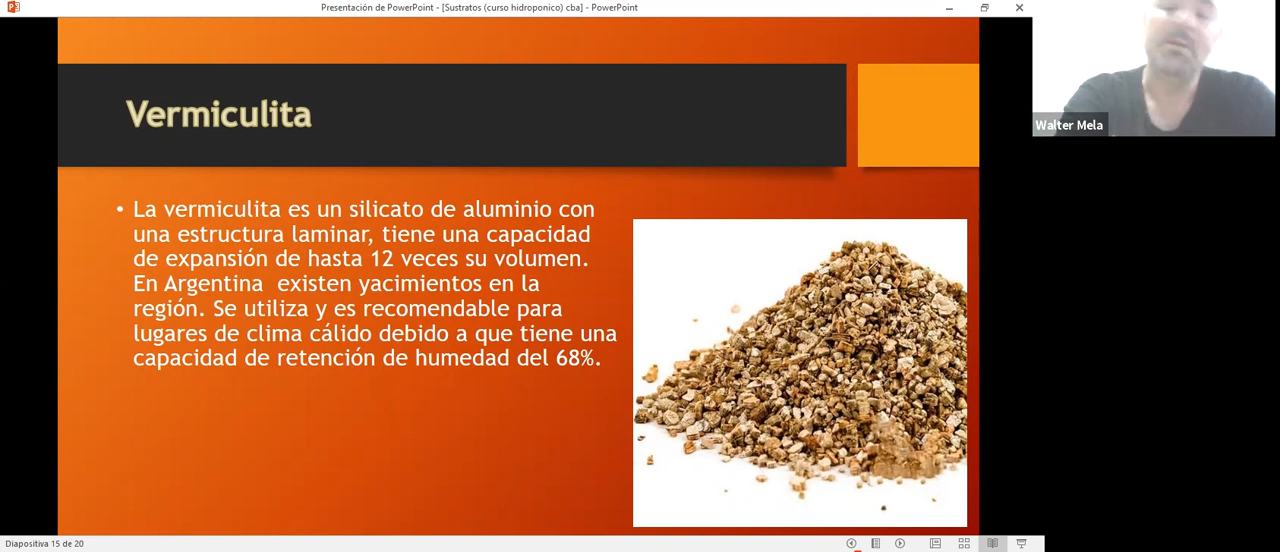 Presentación de PowerPoint - [Sustratos (curso hidroponico) cba] - PowerPoint
Vermiculita
Walter Mela
• La vermiculita es un silicato de aluminio con
una estructura laminar, tiene una capacidad
de expansión de hasta 12 veces su volumen.
En Argentina  existen yacimientos en la
región. Se utiliza y es recomendable para
lugares de clima cálido debido a que tiene una
capacidad de retención de humedad del 68%.
Diapositiva 15 de 20